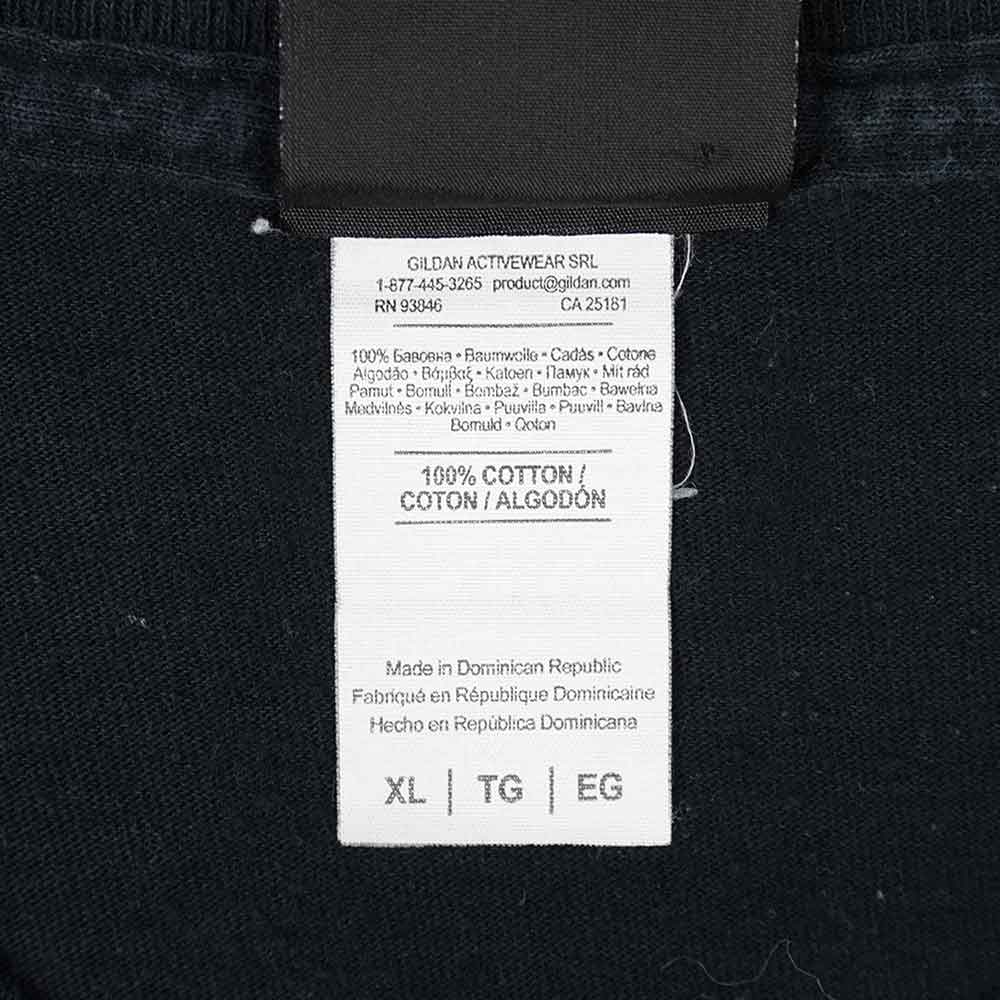 GILDAN ACTIVEWEAR SRL
1-877-445-3265 product@gildan.com
RN 93846 CA 25181
100% Бавовна • Baumwolle • Cadás • Cotone
Algodão • Βάμβαξ • Katoen • Памук • Mit rád
Pamut • Bomull • Bombaž • Bumbac • Bawełna
Medvilnės • Kokvilna • Puuvilla • Puuvill • Bavlna
Bomuld • Qoton
100% COTTON /
COTON / ALGODÓN
Made in Dominican Republic
Fabriqué en République Dominicaine
Hecho en República Dominicana
XL | TG | EG